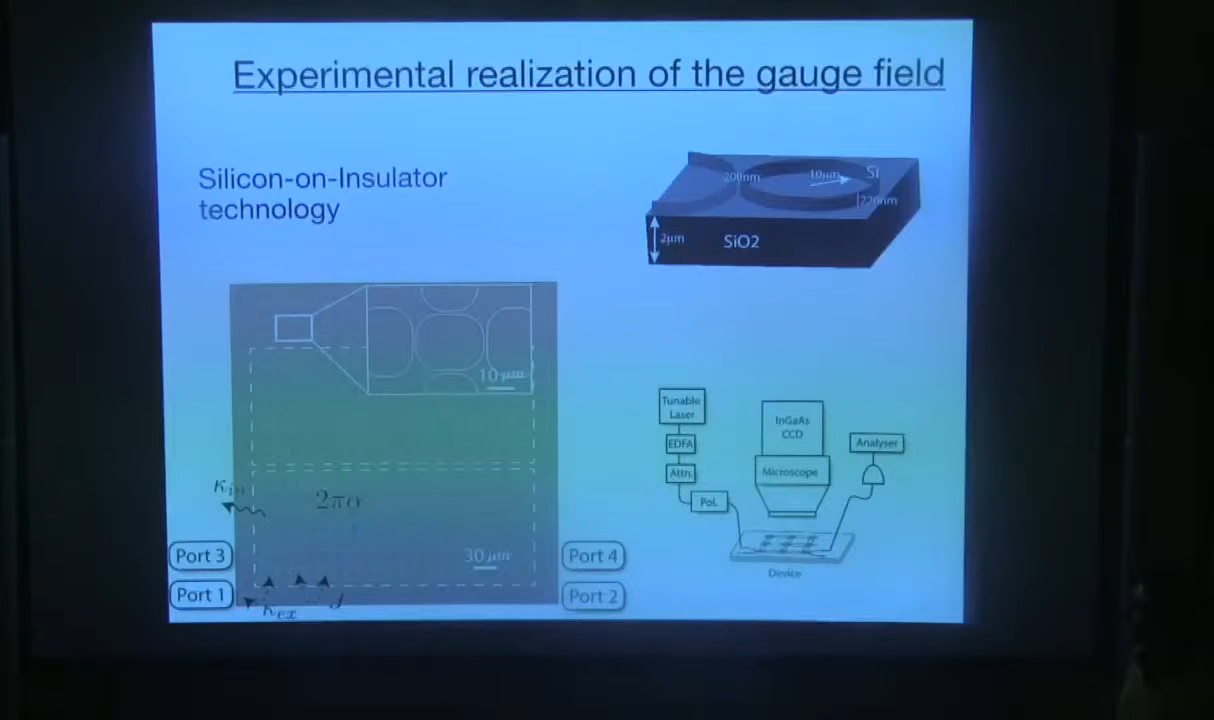 Experimental realization of the gauge field
Silicon-on-Insulator
technology
200nm
10µm
Si
220nm
2µm
SiO2
10 µm
κin
2πα
30 µm
Port 3
Port 4
Port 1
Port 2
κex
J
Tunable
Laser
EDFA
Attn.
Pol.
InGaAs
CCD
Microscope
Analyser
Device